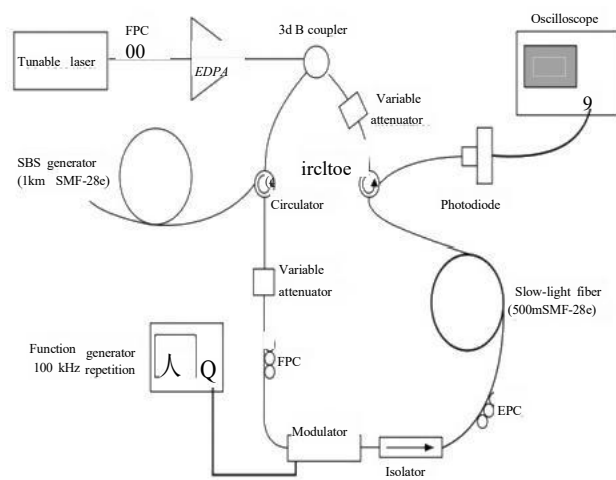 Oscilloscope
FPC
3d B coupler
00
Tunable laser
EDPA
9
Variable
attenuator
SBS generator
(1km SMF-28e)
ircltoe
Circulator
Photodiode
Variable
attenuator
Slow-light fiber
(500mSMF-28e)
Function generator
100 kHz repetition
人 Q
FPC
EPC
Modulator
Isolator